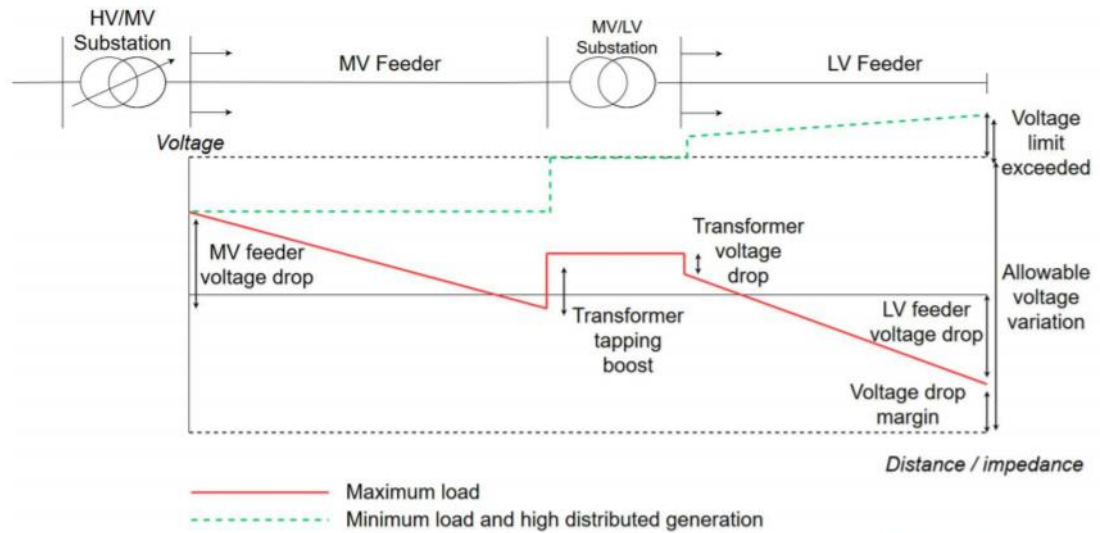 HV/MV
Substation
MV Feeder
MV/LV
Substation
LV Feeder
Voltage
Voltage
limit
exceeded
MV feeder
voltage drop
Transformer
voltage
drop
Transformer
tapping
boost
Allowable
voltage
variation
LV feeder
voltage drop
Voltage drop
margin
Distance / impedance
Maximum load
Minimum load and high distributed generation